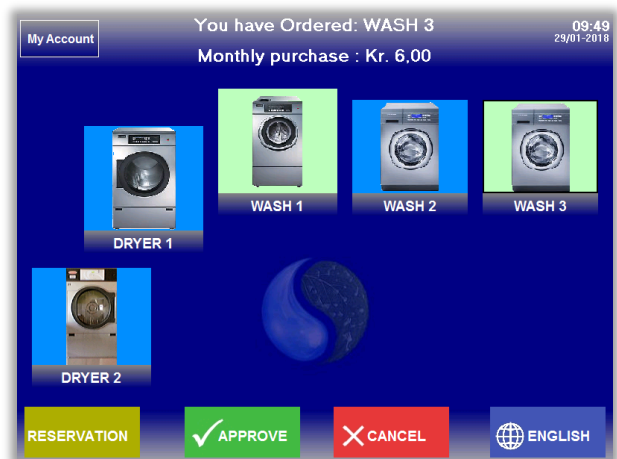 My Account
You have Ordered: WASH 3
09:49
29/01-2018
Monthly purchase : Kr. 6,00
WASH 1
WASH 2
WASH 3
DRYER 1
DRYER 2
RESERVATION
APPROVE
CANCEL
ENGLISH